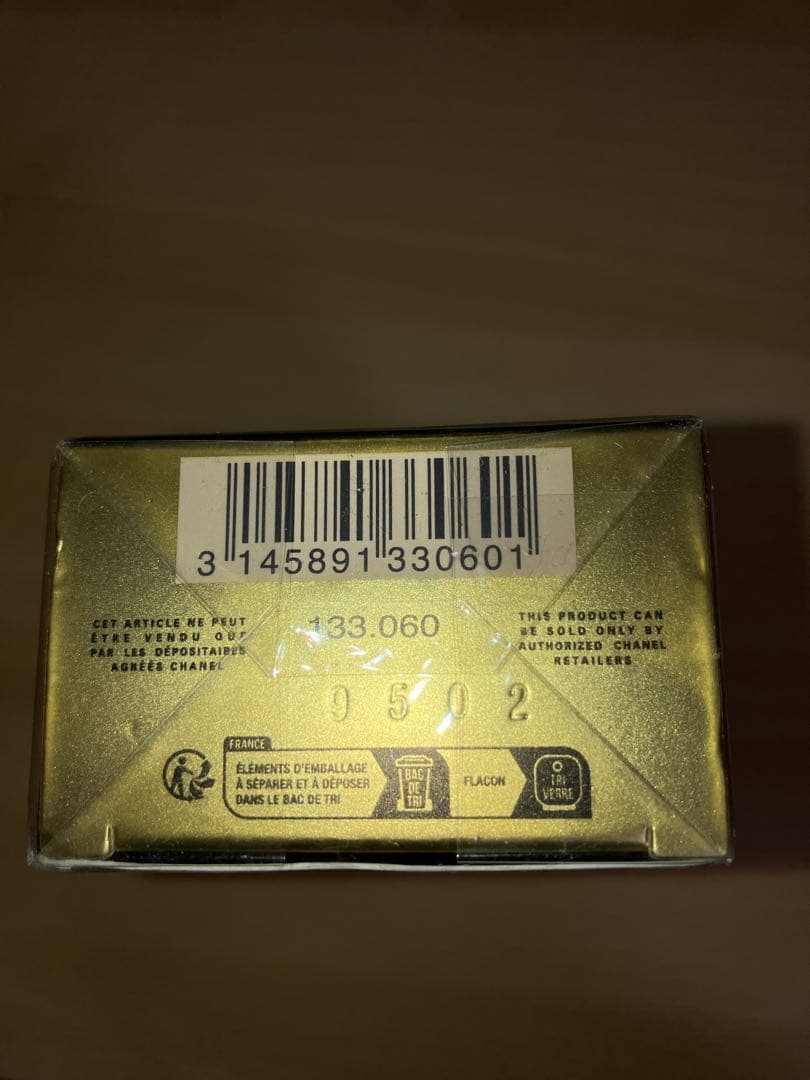 3 145891 330601
CET ARTICLE NE PEUT
ÊTRE VENDU QUE
PAR LES DÉPOSITAIRES
AGRÉÉS CHANEL
133.060
THIS PRODUCT CAN
BE SOLD ONLY BY
AUTHORIZED CHANEL
RETAILERS
9502
FRANCE
ÉLÉMENTS D'EMBALLAGE
À SÉPARER ET À DÉPOSER
DANS LE BAC DE TRI
BAC
DE
TRI
FLACON
TRI
VERRE